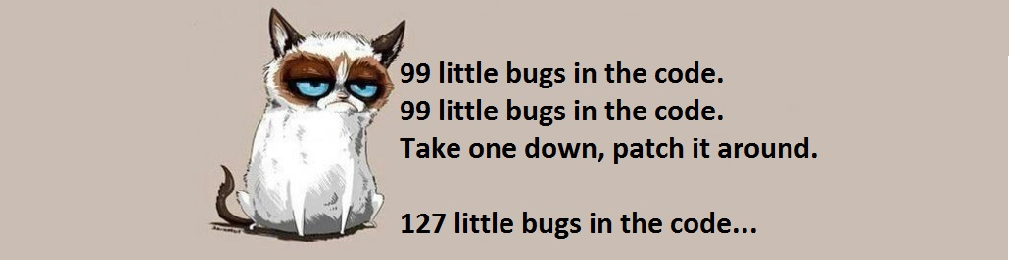 99 little bugs in the code.
99 little bugs in the code.
Take one down, patch it around.
127 little bugs in the code...